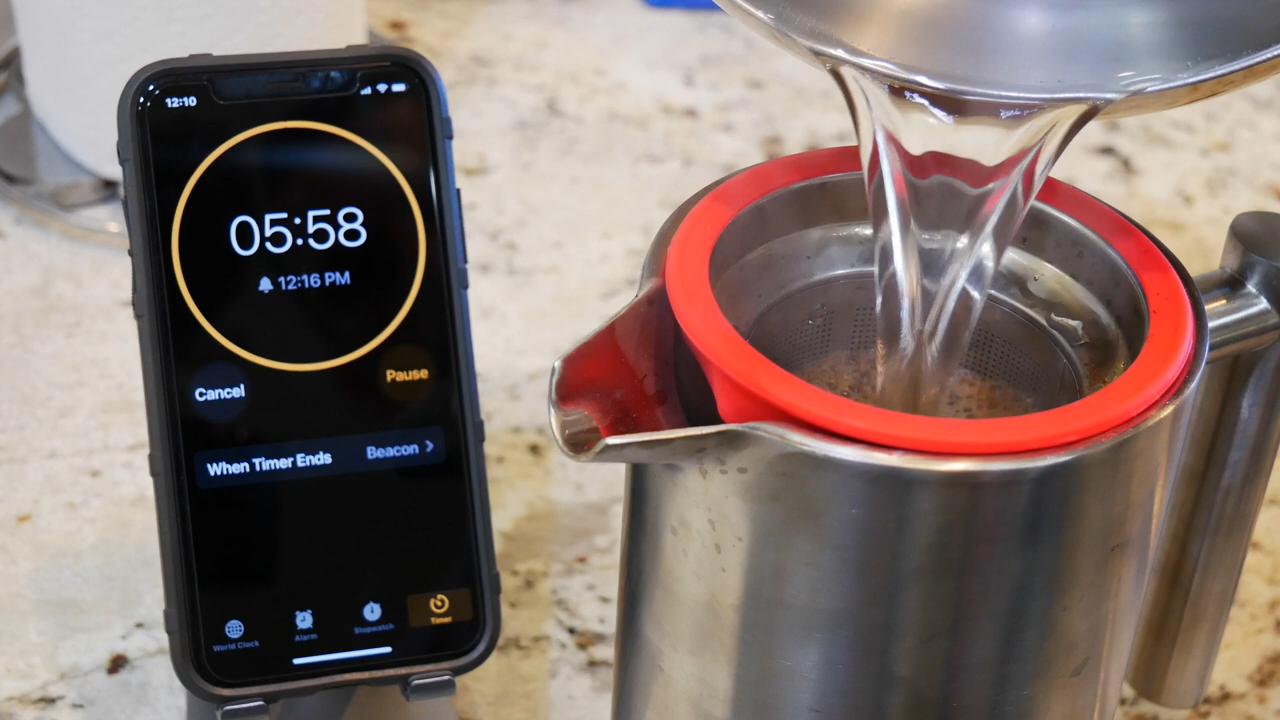 12:10
05:58
12:16 PM
Cancel
Pause
When Timer Ends
Beacon
World Clock
Alarm
Stopwatch
Timer